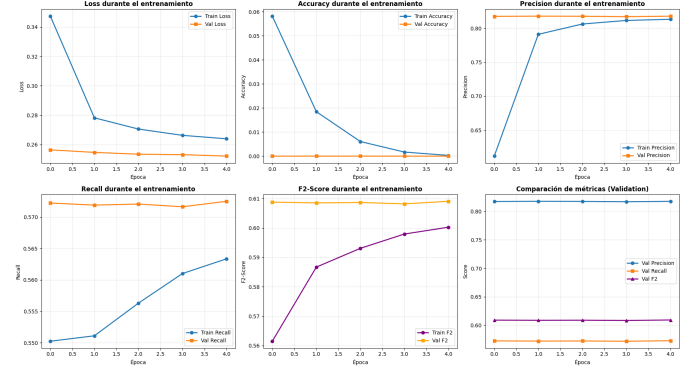 Loss durante el entrenamiento
Train Loss
Val Loss
0.34
0.32
0.30
0.28
0.26
Loss
0.0 0.5 1.0 1.5 2.0 2.5 3.0 3.5 4.0
Época
Accuracy durante el entrenamiento
Train Accuracy
Val Accuracy
0.06
0.05
0.04
0.03
0.02
0.01
0.00
Accuracy
0.0 0.5 1.0 1.5 2.0 2.5 3.0 3.5 4.0
Época
Precision durante el entrenamiento
0.80
0.75
0.70
0.65
Precision
Train Precision
Val Precision
0.0 0.5 1.0 1.5 2.0 2.5 3.0 3.5 4.0
Época
Recall durante el entrenamiento
0.570
0.565
0.560
0.555
0.550
Recall
Train Recall
Val Recall
0.0 0.5 1.0 1.5 2.0 2.5 3.0 3.5 4.0
Época
F2-Score durante el entrenamiento
0.61
0.60
0.59
0.58
0.57
0.56
F2-Score
Train F2
Val F2
0.0 0.5 1.0 1.5 2.0 2.5 3.0 3.5 4.0
Época
Comparación de métricas (Validation)
0.80
0.75
0.70
0.65
0.60
Score
Val Precision
Val Recall
Val F2
0.0 0.5 1.0 1.5 2.0 2.5 3.0 3.5 4.0
Época